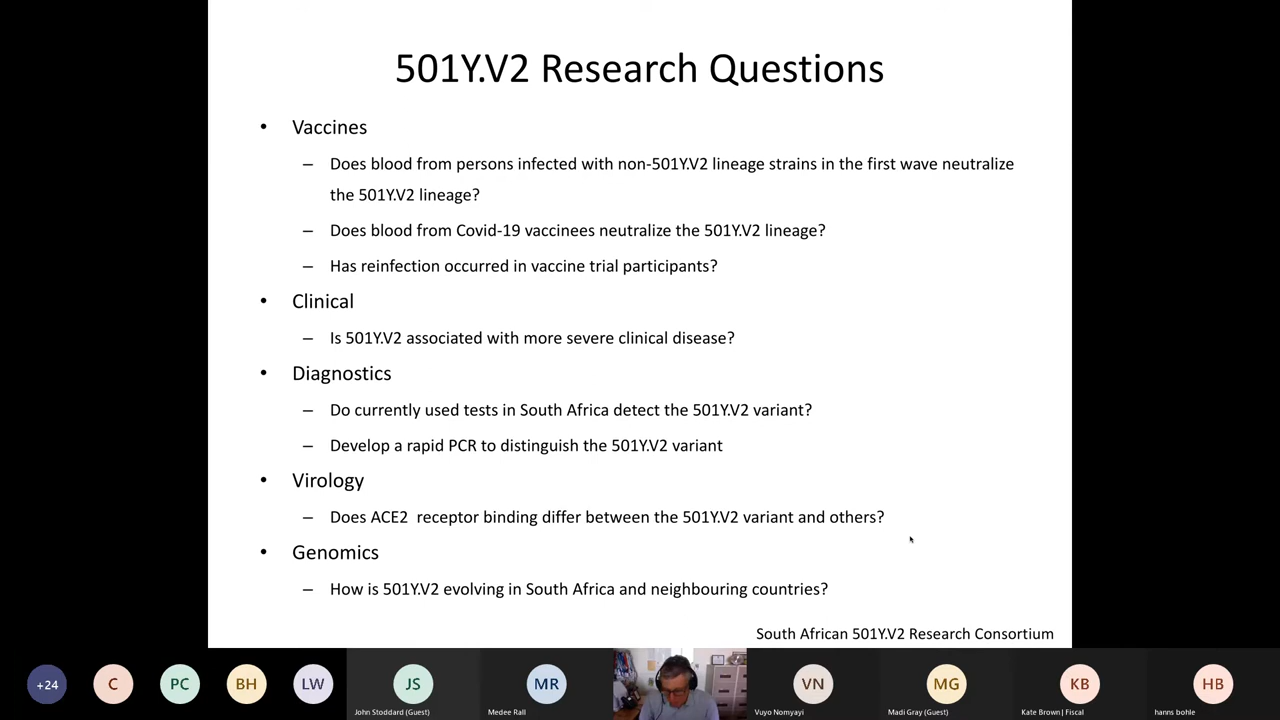 501Y.V2 Research Questions
• Vaccines
– Does blood from persons infected with non-501Y.V2 lineage strains in the first wave neutralize
the 501Y.V2 lineage?
– Does blood from Covid-19 vaccinees neutralize the 501Y.V2 lineage?
– Has reinfection occurred in vaccine trial participants?
• Clinical
– Is 501Y.V2 associated with more severe clinical disease?
• Diagnostics
– Do currently used tests in South Africa detect the 501Y.V2 variant?
– Develop a rapid PCR to distinguish the 501Y.V2 variant
• Virology
– Does ACE2 receptor binding differ between the 501Y.V2 variant and others?
• Genomics
– How is 501Y.V2 evolving in South Africa and neighbouring countries?
South African 501Y.V2 Research Consortium
+24 C PC BH LW JS MR VN MG KB HB
John Stoddard (Guest) Medee Rall Vuyo Nomyayi Madi Gray (Guest) Kate Brown | Fiscal hanns bohle